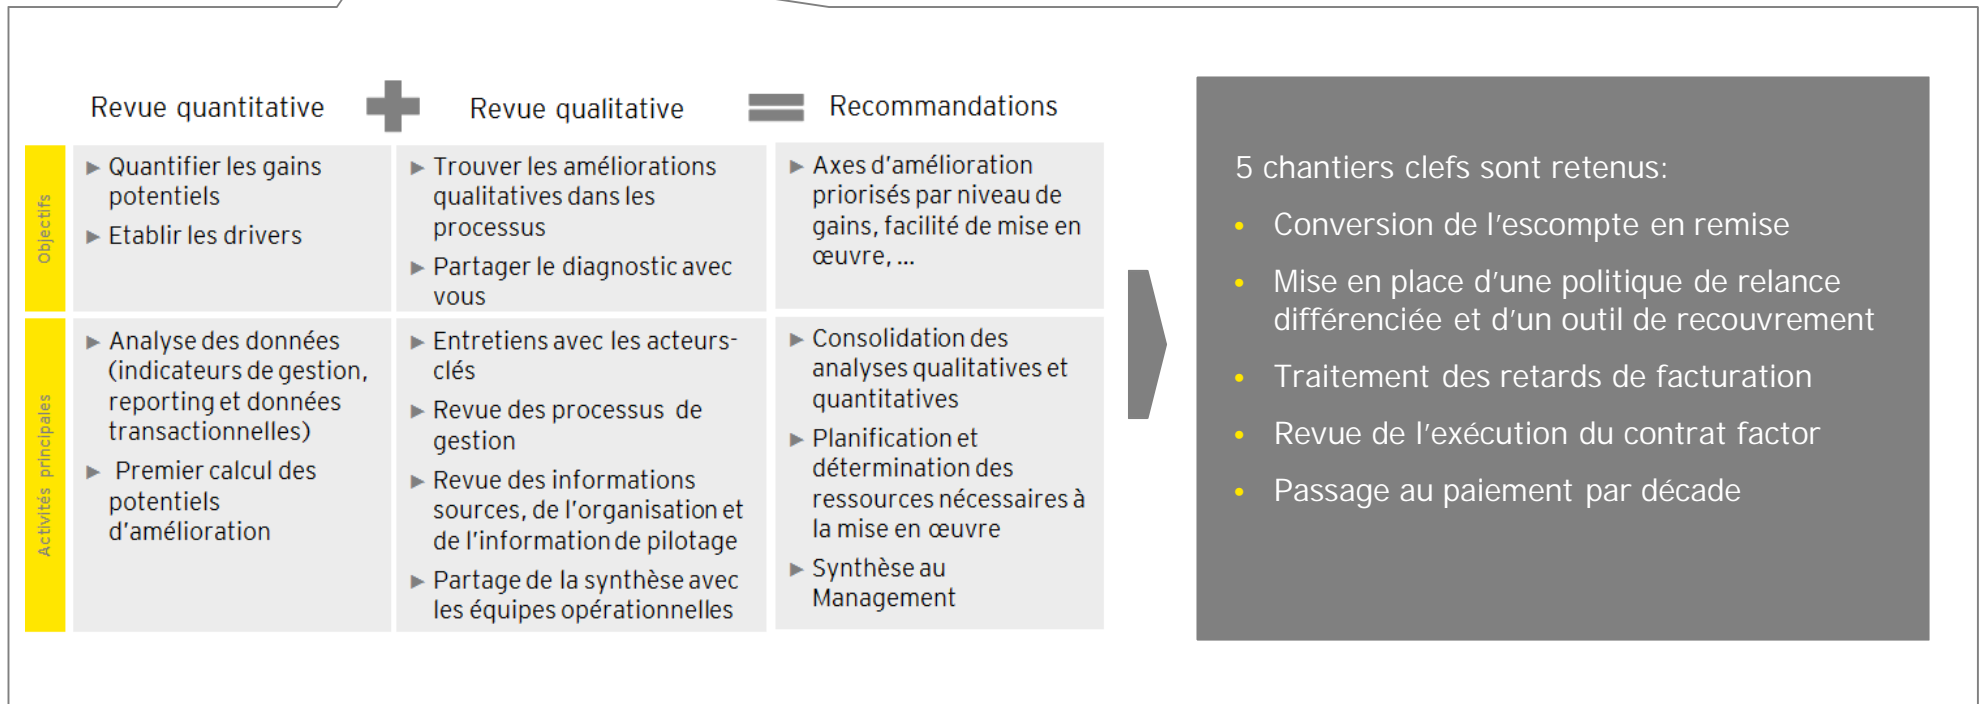 Revue quantitative
Revue qualitative
Recommandations
Objectifs
► Quantifier les gains
potentiels
► Etablir les drivers
► Trouver les améliorations
qualitatives dans les
processus
► Partager le diagnostic avec
vous
► Axes d'amélioration
priorisés par niveau de
gains, facilité de mise en
œuvre, ...
Activités principales
► Analyse des données
(indicateurs de gestion,
reporting et données
transactionnelles)
► Premier calcul des
potentiels
d'amélioration
► Entretiens avec les acteurs-
clés
► Revue des processus de
gestion
► Revue des informations
sources, de l'organisation et
de l'information de pilotage
► Partage de la synthèse avec
les équipes opérationnelles
► Consolidation des
analyses qualitatives et
quantitatives
► Planification et
détermination des
ressources nécessaires à
la mise en œuvre
► Synthèse au
Management
5 chantiers clefs sont retenus:
• Conversion de l'escompte en remise
• Mise en place d'une politique de relance
différenciée et d'un outil de recouvrement
• Traitement des retards de facturation
• Revue de l'exécution du contrat factor
• Passage au paiement par décade